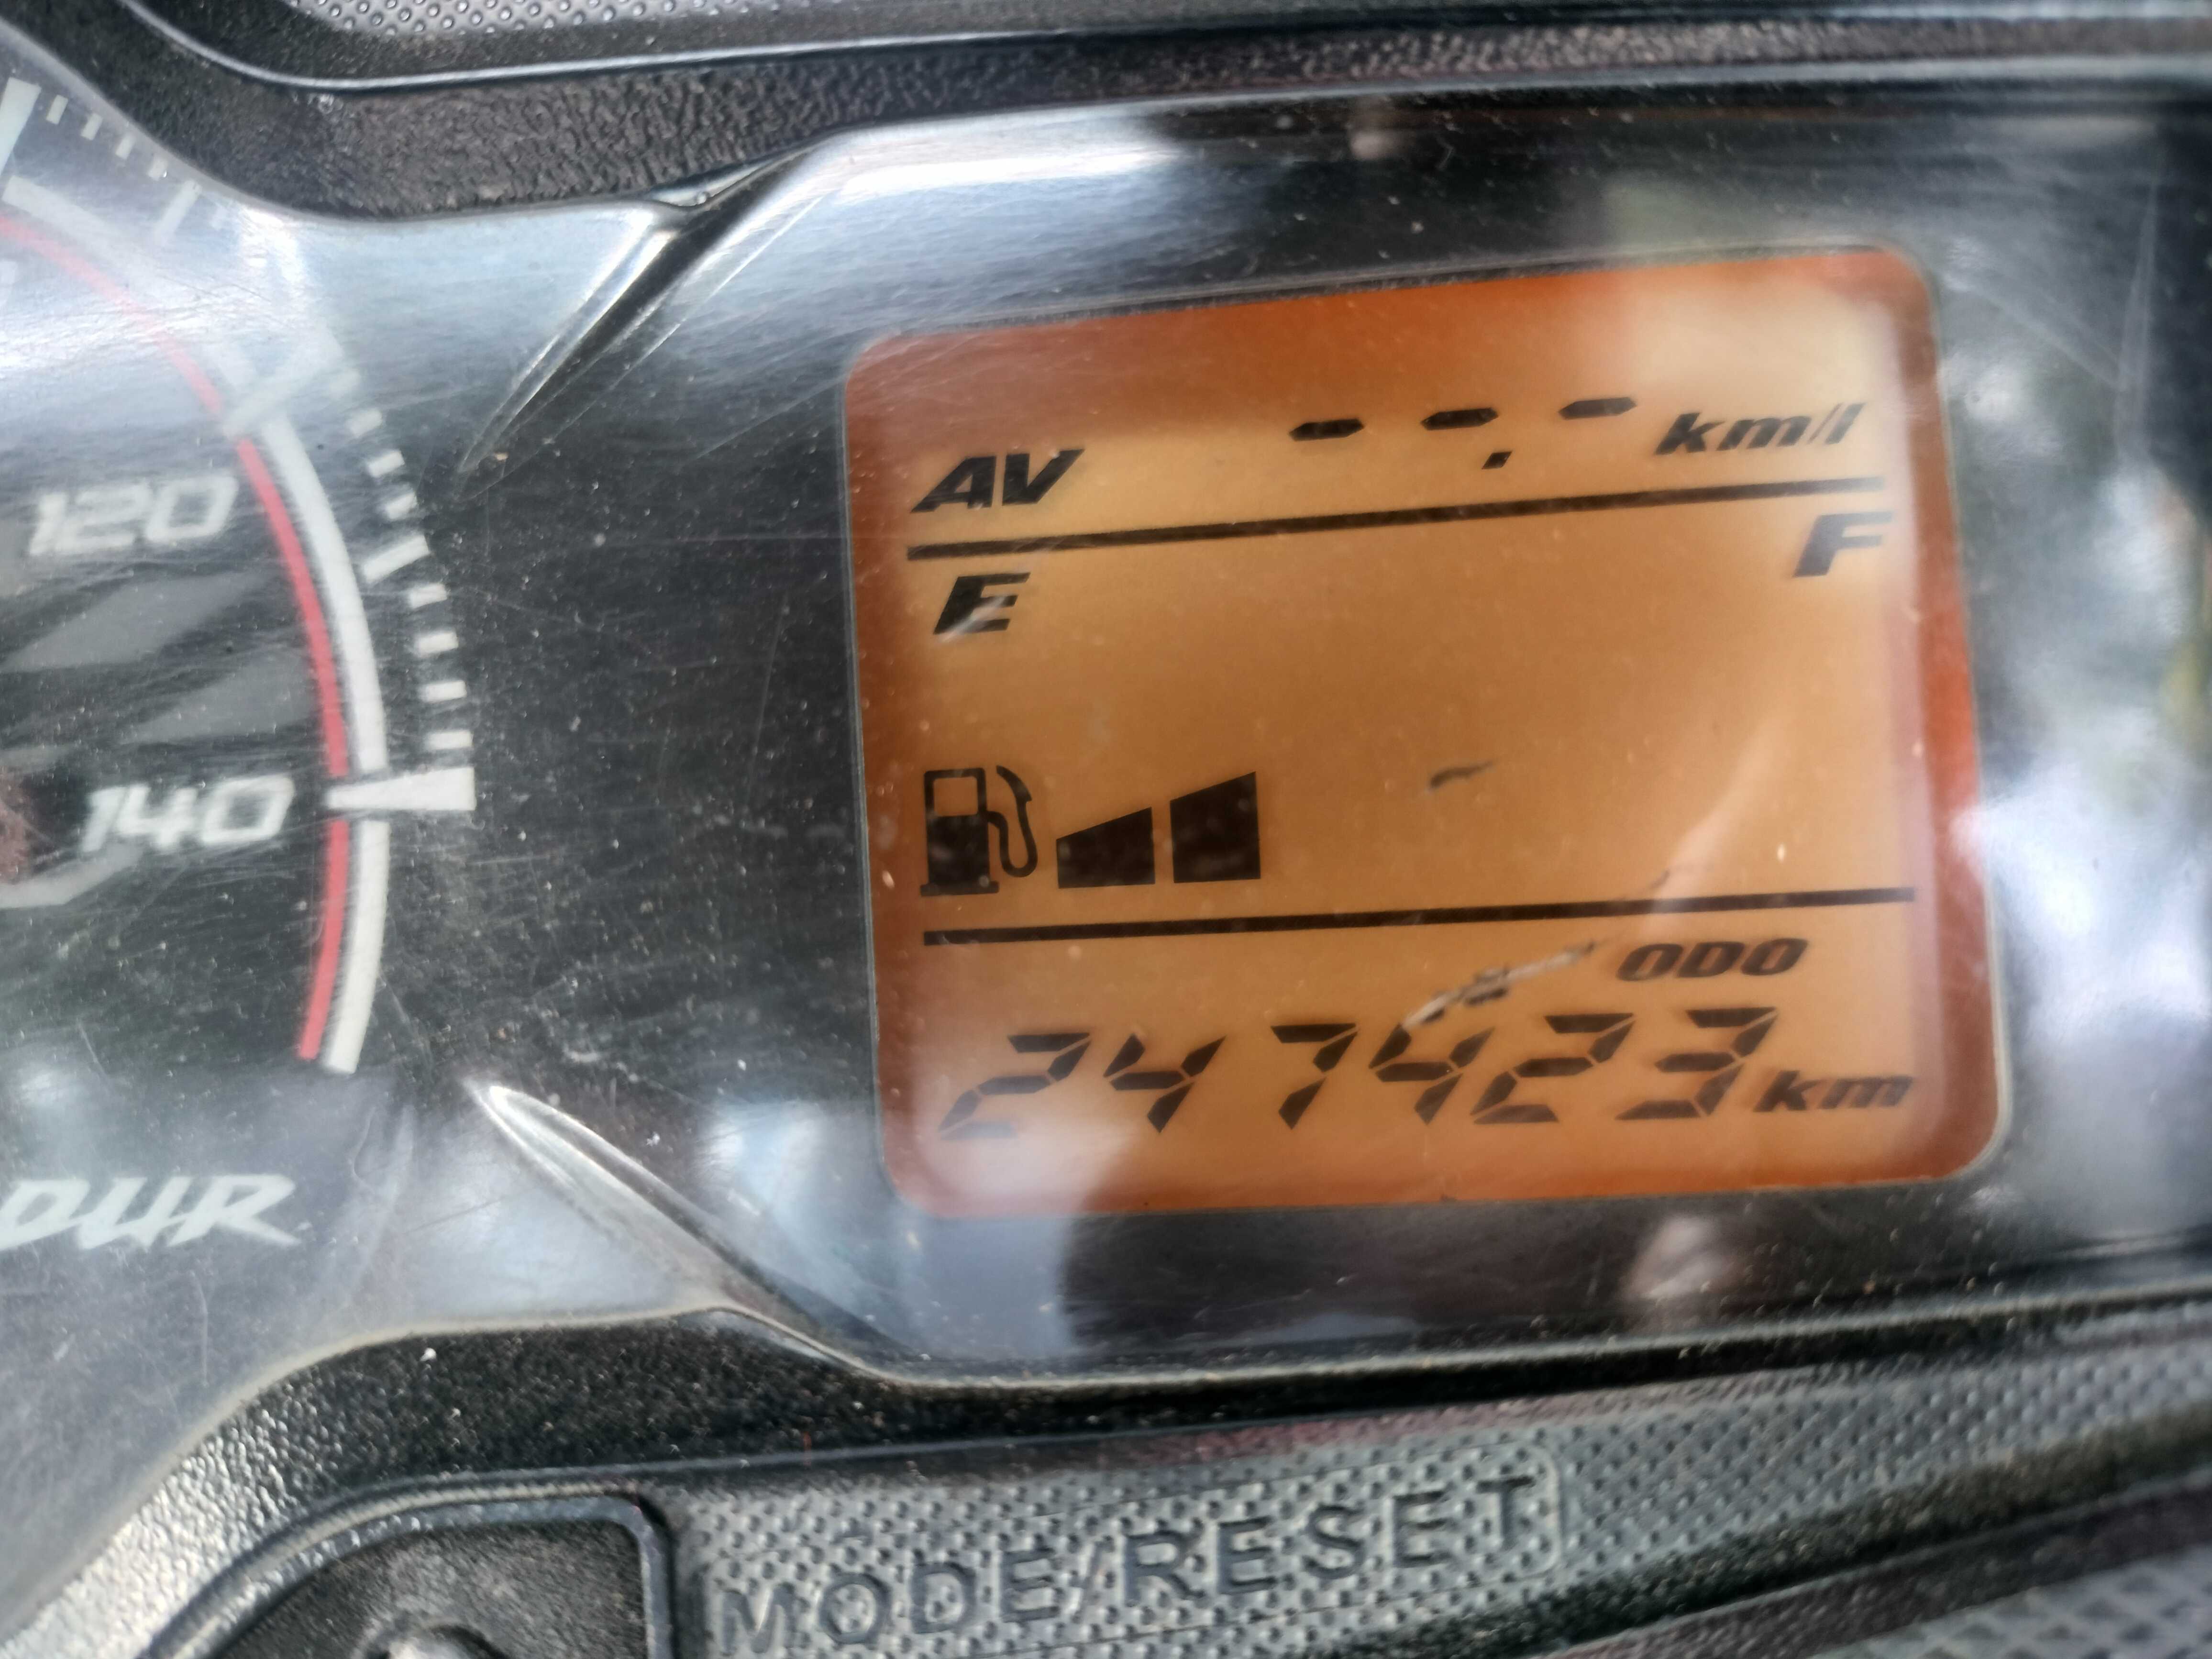 120
140
AV --.- km/l
E F
ODO
247423 km
MODE/RESET